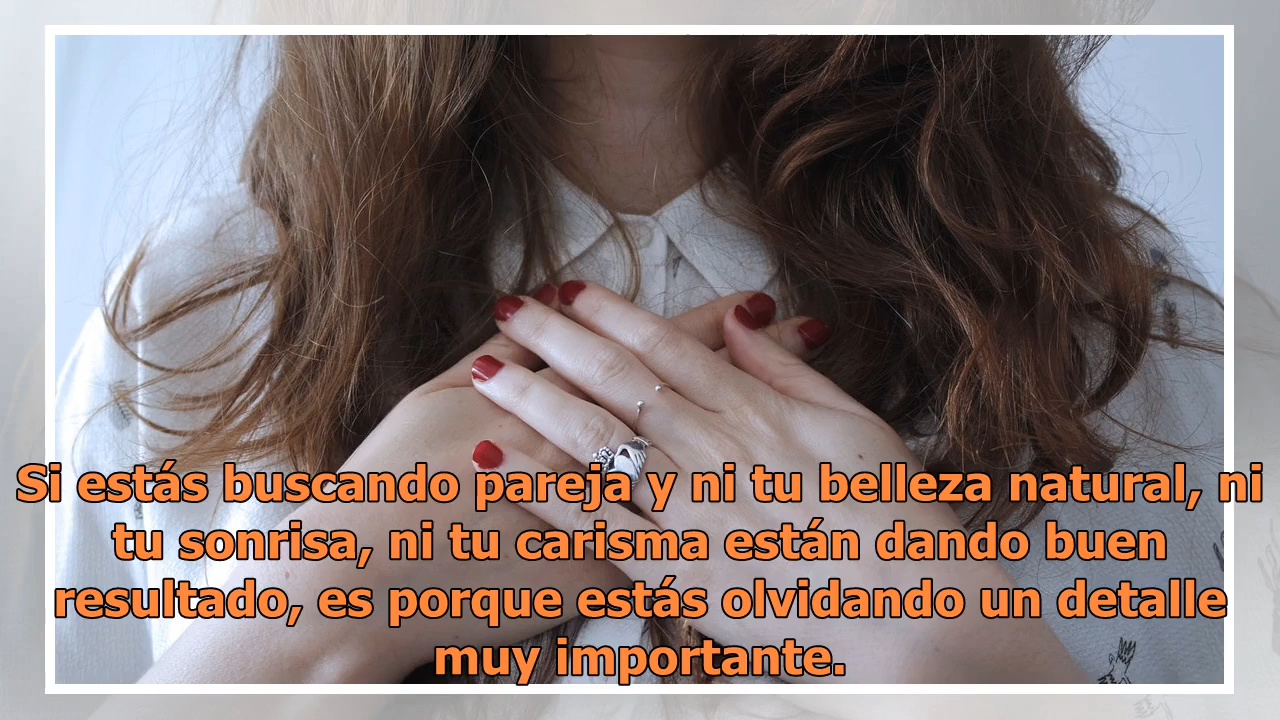 Si estás buscando pareja y ni tu belleza natural, ni
tu sonrisa, ni tu carisma están dando buen
resultado, es porque estás olvidando un detalle
muy importante.